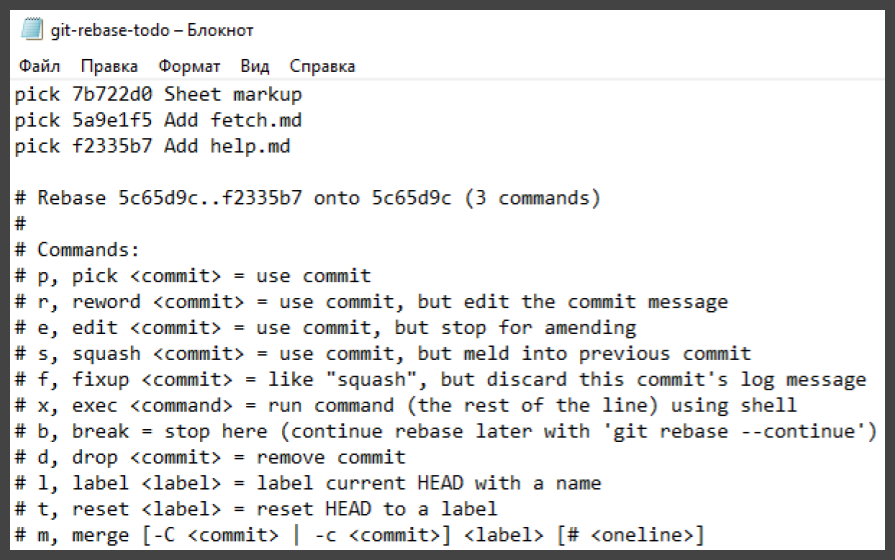 git-rebase-todo – Блокнот
Файл Правка Формат Вид Справка
pick 7b722d0 Sheet markup
pick 5a9e1f5 Add fetch.md
pick f2335b7 Add help.md
# Rebase 5c65d9c..f2335b7 onto 5c65d9c (3 commands)
#
# Commands:
# p, pick <commit> = use commit
# r, reword <commit> = use commit, but edit the commit message
# e, edit <commit> = use commit, but stop for amending
# s, squash <commit> = use commit, but meld into previous commit
# f, fixup <commit> = like "squash", but discard this commit's log message
# x, exec <command> = run command (the rest of the line) using shell
# b, break = stop here (continue rebase later with 'git rebase --continue')
# d, drop <commit> = remove commit
# l, label <label> = label current HEAD with a name
# t, reset <label> = reset HEAD to a label
# m, merge [-C <commit> | -c <commit>] <label> [# <oneline>]